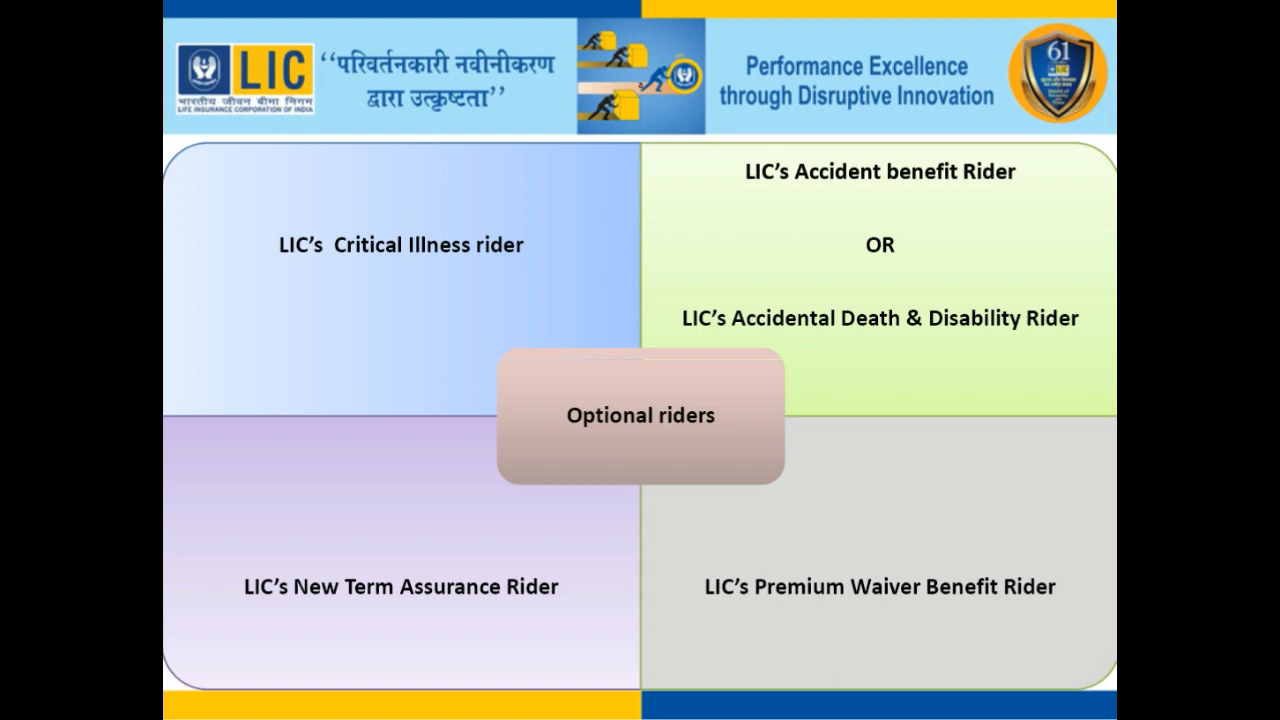 LIC
भारतीय जीवन बीमा निगम
LIFE INSURANCE CORPORATION OF INDIA
‘‘परिवर्तनकारी नवीनीकरण
द्वारा उत्कृष्टता’’
Performance Excellence
through Disruptive Innovation
61
LIC
LIC’s Critical Illness rider
LIC’s Accident benefit Rider
OR
LIC’s Accidental Death & Disability Rider
Optional riders
LIC’s New Term Assurance Rider
LIC’s Premium Waiver Benefit Rider